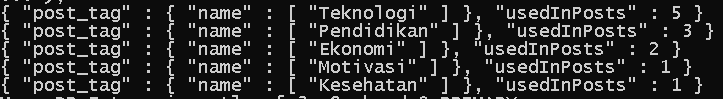 { "post_tag" : { "name" : [ "Teknologi" ] }, "usedInPosts" : 5 }
{ "post_tag" : { "name" : [ "Pendidikan" ] }, "usedInPosts" : 3 }
{ "post_tag" : { "name" : [ "Ekonomi" ] }, "usedInPosts" : 2 }
{ "post_tag" : { "name" : [ "Motivasi" ] }, "usedInPosts" : 1 }
{ "post_tag" : { "name" : [ "Kesehatan" ] }, "usedInPosts" : 1 }